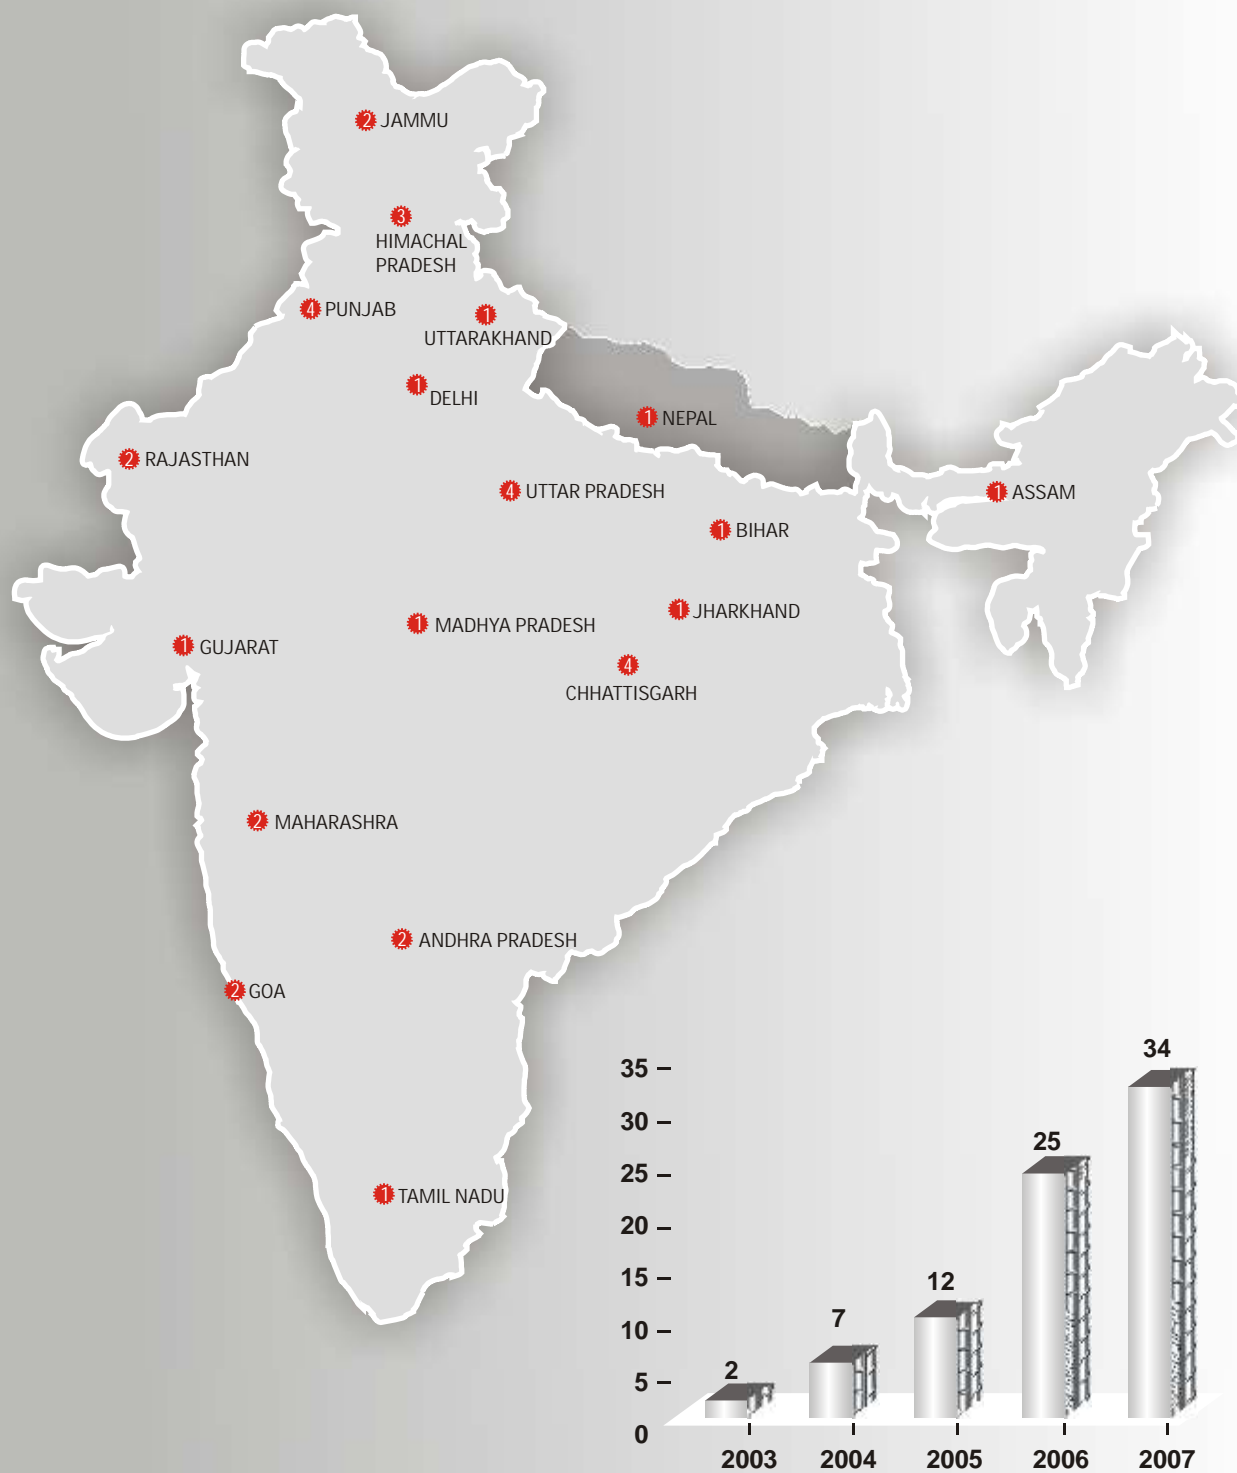 2 JAMMU
3
HIMACHAL
PRADESH
4 PUNJAB
1
UTTARAKHAND
1
DELHI
1 NEPAL
2 RAJASTHAN
4 UTTAR PRADESH
1 ASSAM
1 BIHAR
1 JHARKHAND
1 MADHYA PRADESH
1 GUJARAT
4
CHHATTISGARH
2 MAHARASHRA
2 ANDHRA PRADESH
2 GOA
1 TAMIL NADU
35
30
25
20
15
10
5
0
2
7
12
25
34
2003 2004 2005 2006 2007